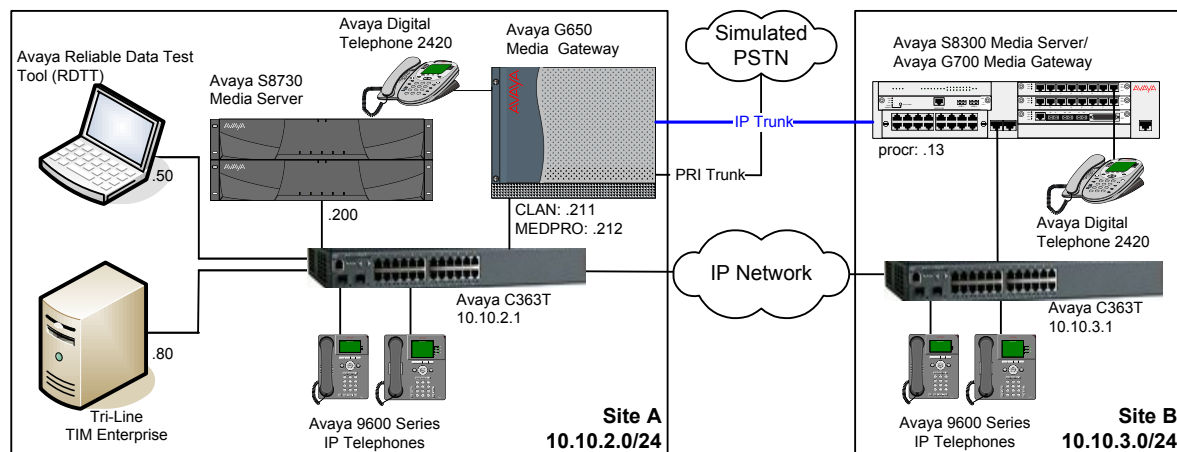 Avaya Reliable Data Test
Tool (RDTT)
.50
Avaya S8730
Media Server
AVAYA
AVAYA
.200
Avaya Digital
Telephone 2420
Avaya G650
Media Gateway
AVAYA
CLAN: .211
MEDPRO: .212
Simulated
PSTN
IP Trunk
PRI Trunk
IP Network
Avaya C363T
10.10.2.1
.80
Tri-Line
TIM Enterprise
Avaya 9600 Series
IP Telephones
Site A
10.10.2.0/24
Avaya S8300 Media Server/
Avaya G700 Media Gateway
AVAYA
procr: .13
Avaya Digital
Telephone 2420
Avaya C363T
10.10.3.1
Avaya 9600 Series
IP Telephones
Site B
10.10.3.0/24